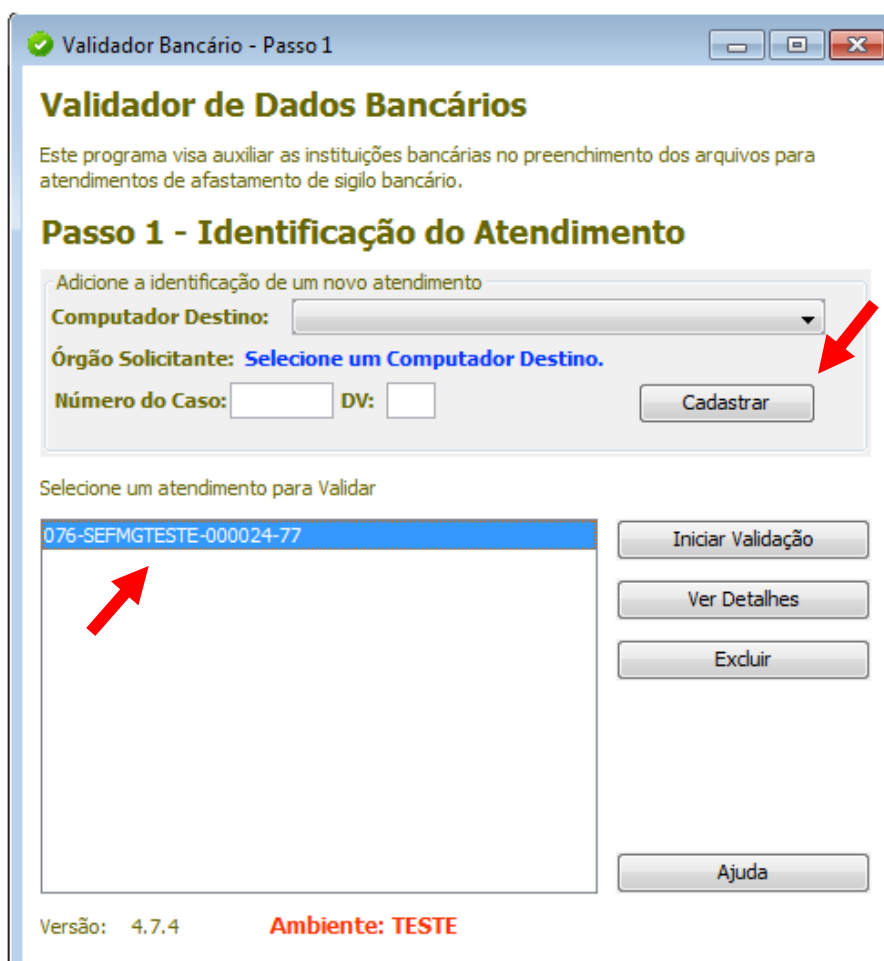 Validador Bancário - Passo 1
Validador de Dados Bancários
Este programa visa auxiliar as instituições bancárias no preenchimento dos arquivos para
atendimentos de afastamento de sigilo bancário.
Passo 1 - Identificação do Atendimento
Adicione a identificação de um novo atendimento
Computador Destino:
Órgão Solicitante: Selecione um Computador Destino.
Número do Caso: DV: Cadastrar
Selecione um atendimento para Validar
076-SEFMGTESTE-000024-77
Iniciar Validação
Ver Detalhes
Excluir
Ajuda
Versão: 4.7.4 Ambiente: TESTE